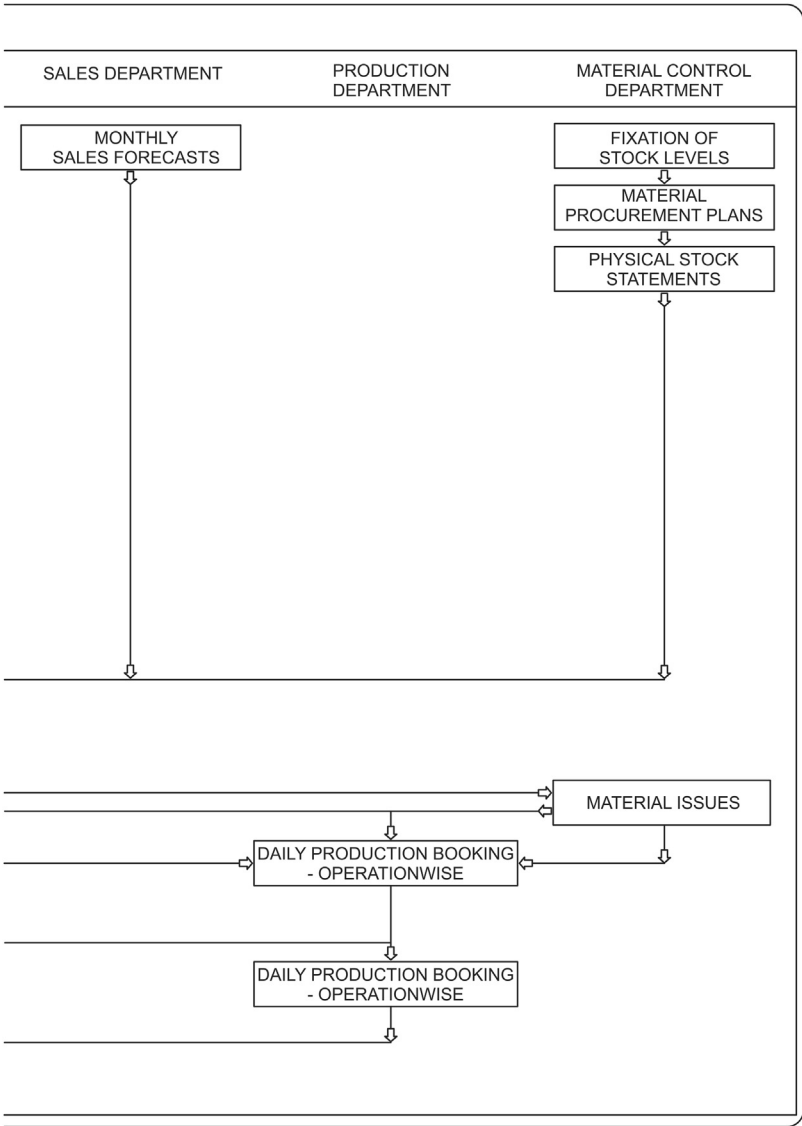 SALES DEPARTMENT
PRODUCTION
DEPARTMENT
MATERIAL CONTROL
DEPARTMENT
MONTHLY
SALES FORECASTS
FIXATION OF
STOCK LEVELS
MATERIAL
PROCUREMENT PLANS
PHYSICAL STOCK
STATEMENTS
MATERIAL ISSUES
DAILY PRODUCTION BOOKING
- OPERATIONWISE
DAILY PRODUCTION BOOKING
- OPERATIONWISE